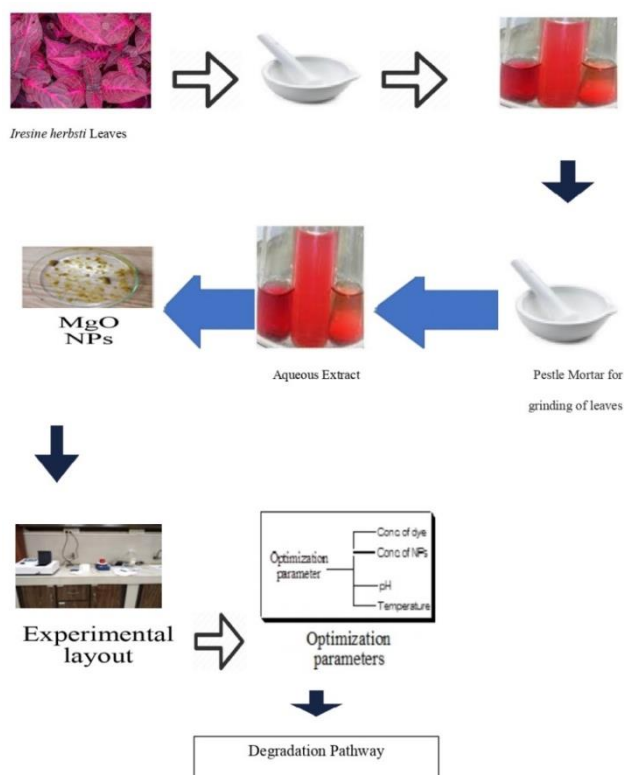 Iresine herbsti Leaves
MgO
NPs
Aqueous Extract
Pestle Mortar for
grinding of leaves
Experimental
layout
Optimization
parameter
Conc of dye
Conc of NPs
pH
Temperature
Optimization
parameters
Degradation Pathway